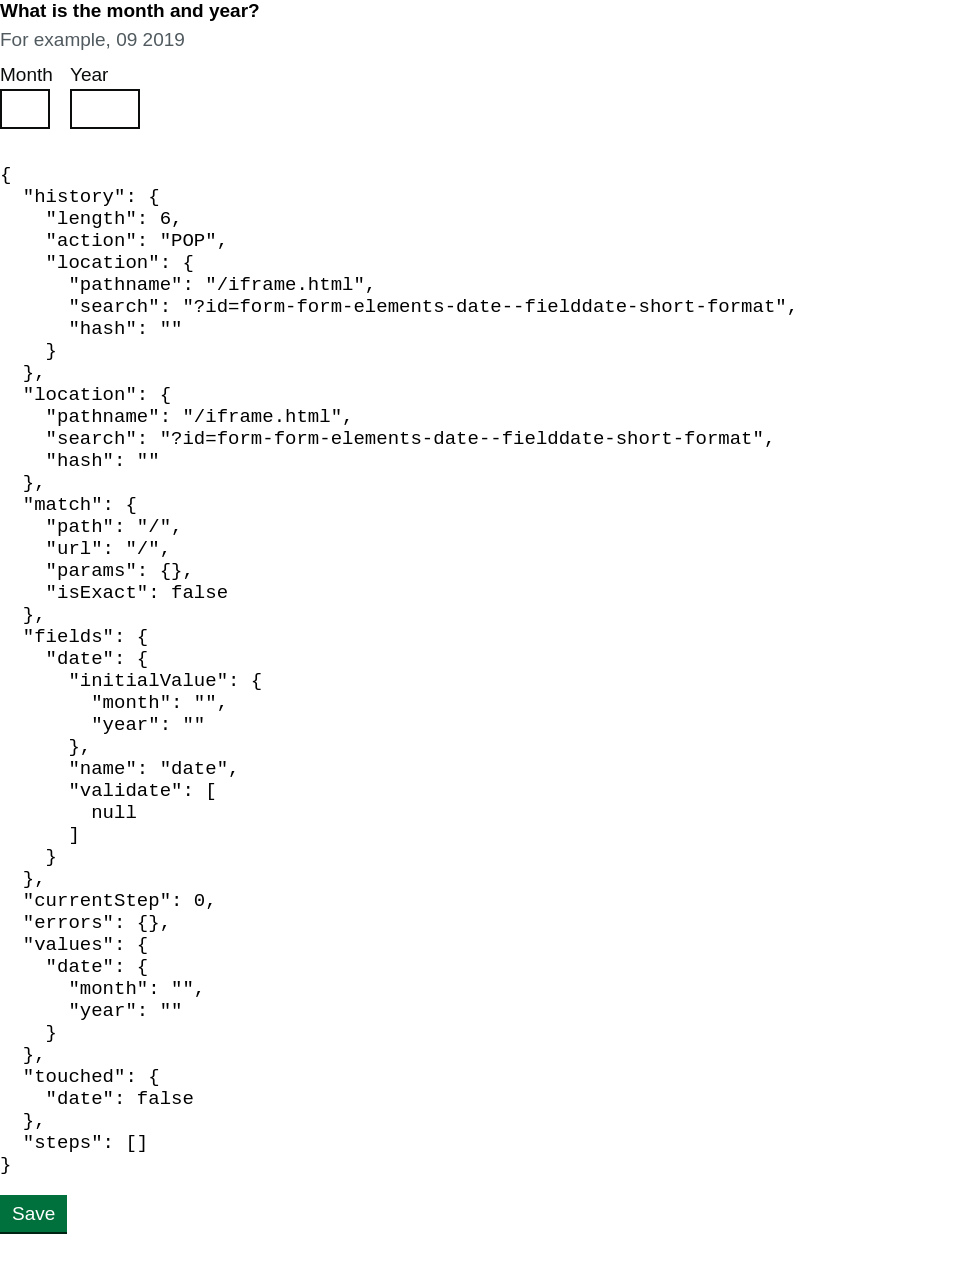 What is the month and year?
For example, 09 2019
Month Year
{
  "history": {
    "length": 6,
    "action": "POP",
    "location": {
      "pathname": "/iframe.html",
      "search": "?id=form-form-elements-date--fielddate-short-format",
      "hash": ""
    }
  },
  "location": {
    "pathname": "/iframe.html",
    "search": "?id=form-form-elements-date--fielddate-short-format",
    "hash": ""
  },
  "match": {
    "path": "/",
    "url": "/",
    "params": {},
    "isExact": false
  },
  "fields": {
    "date": {
      "initialValue": {
        "month": "",
        "year": ""
      },
      "name": "date",
      "validate": [
        null
      ]
    }
  },
  "currentStep": 0,
  "errors": {},
  "values": {
    "date": {
      "month": "",
      "year": ""
    }
  },
  "touched": {
    "date": false
  },
  "steps": []
}
Save